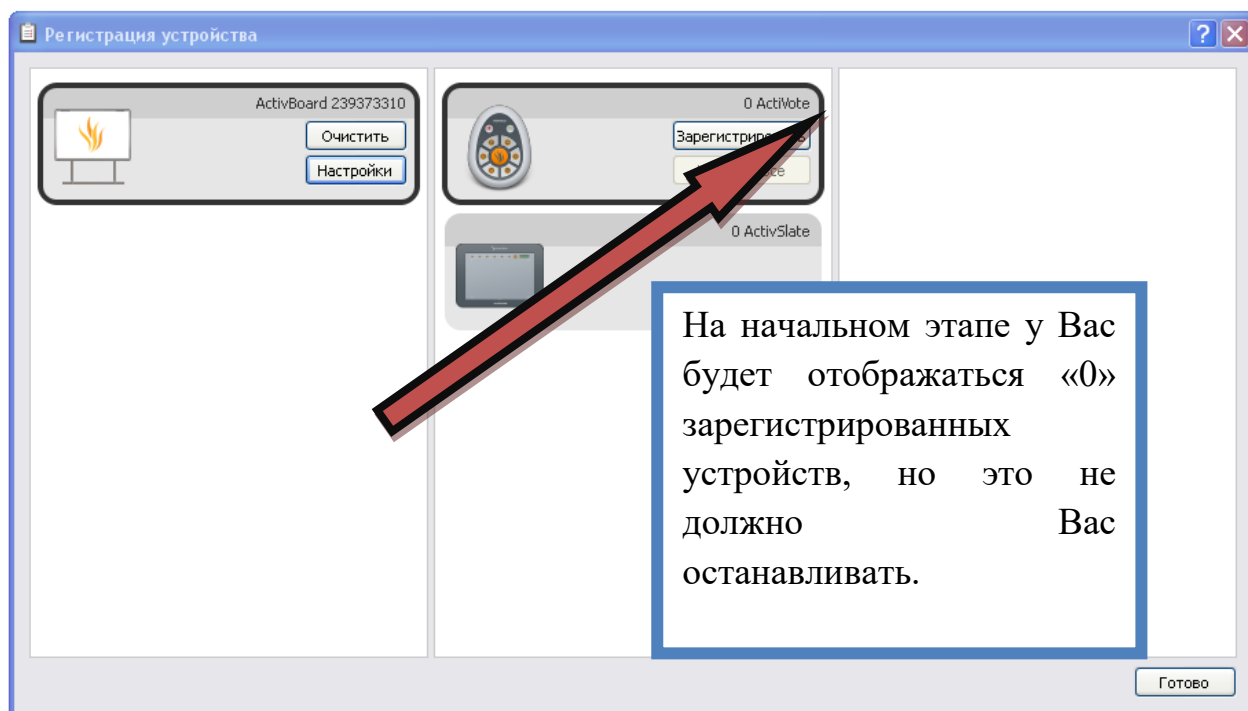 Регистрация устройства
ActivBoard 239373310
Очистить
Настройки
0 ActiVote
0 ActivSlate
На начальном этапе у Вас
будет отображаться «0»
зарегистрированных
устройств, но это не
должно Вас
останавливать.
Готово